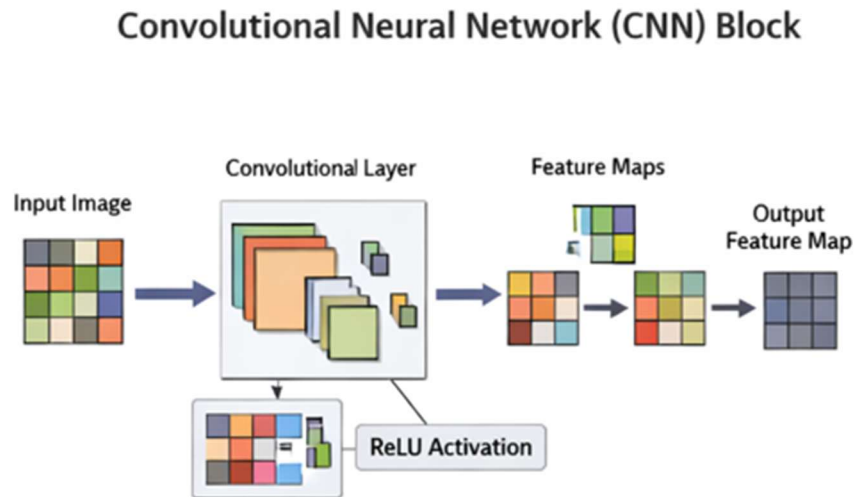 Convolutional Neural Network (CNN) Block
Convolutional Layer
Feature Maps
Input Image
Output
Feature Map
ReLU Activation